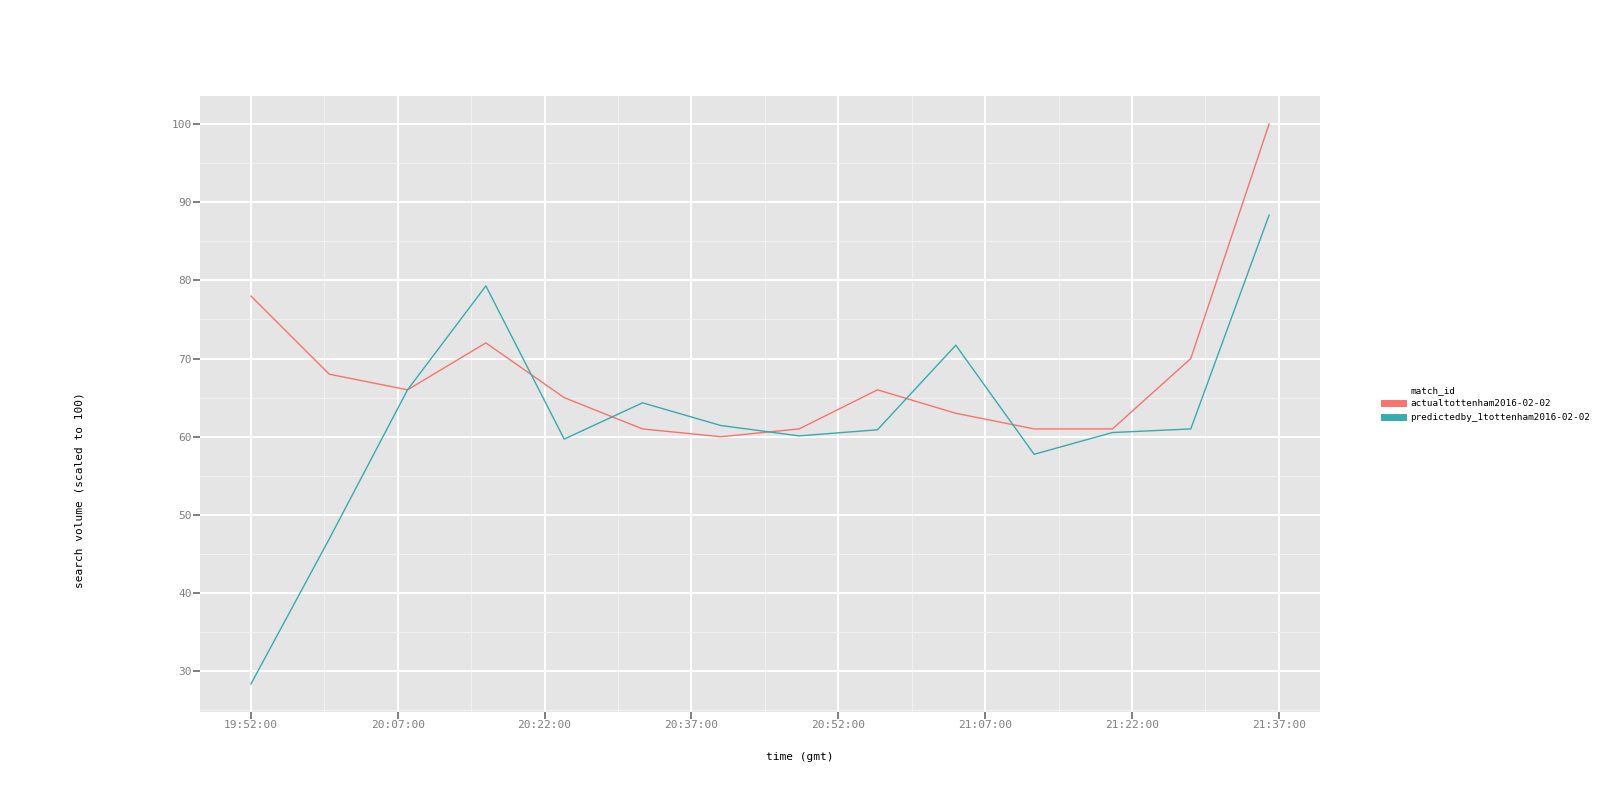 100
90
80
70
60
50
40
30
search volume (scaled to 100)
19:52:00 20:07:00 20:22:00 20:37:00 20:52:00 21:07:00 21:22:00 21:37:00
time (gmt)
match_id
actualtottenham2016-02-02
predictedby_1tottenham2016-02-02